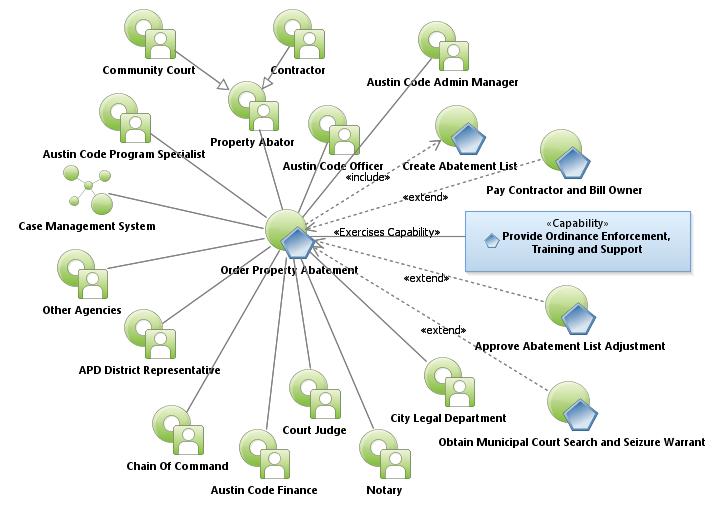 Community Court
Contractor
Austin Code Admin Manager
Property Abator
Austin Code Program Specialist
Austin Code Officer
Create Abatement List
«include»
Pay Contractor and Bill Owner
«extend»
Case Management System
«Exercises Capability»
«Capability»
Provide Ordinance Enforcement,
Training and Support
Order Property Abatement
«extend»
Other Agencies
«extend»
Approve Abatement List Adjustment
APD District Representative
City Legal Department
Court Judge
Obtain Municipal Court Search and Seizure Warrant
Chain Of Command
Austin Code Finance
Notary